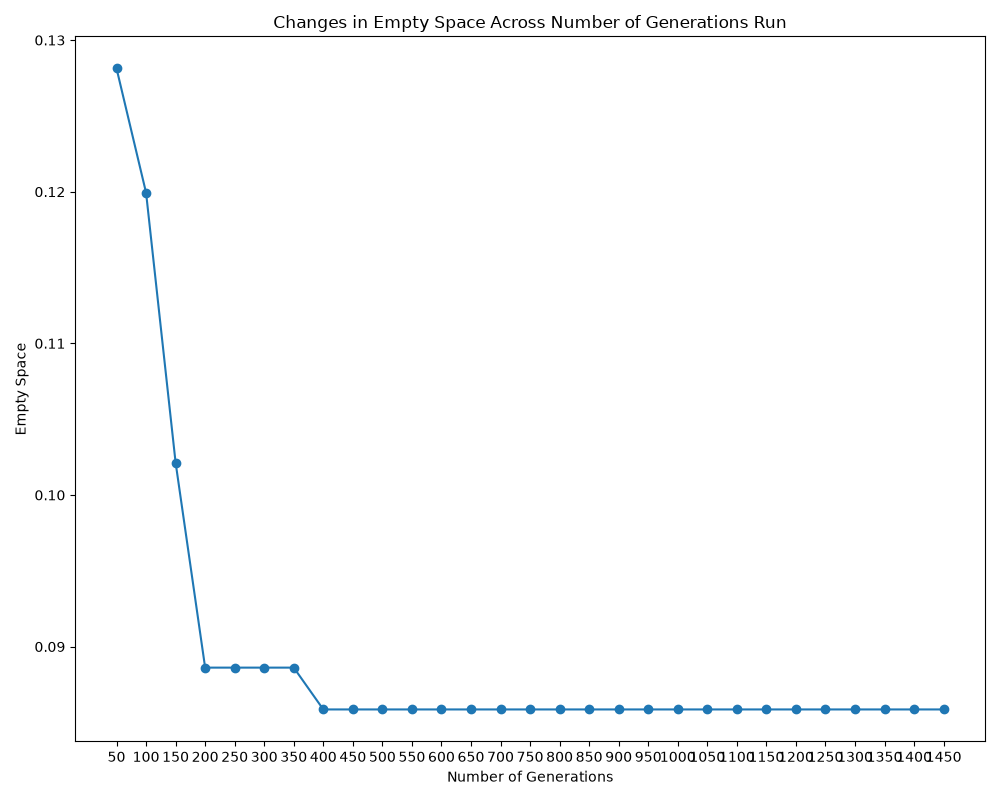 Changes in Empty Space Across Number of Generations Run
0.13
0.12
0.11
0.10
0.09
Empty Space
50 100 150 200 250 300 350 400 450 500 550 600 650 700 750 800 850 900 950 1000 1050 1100 1150 1200 1250 1300 1350 1400 1450
Number of Generations